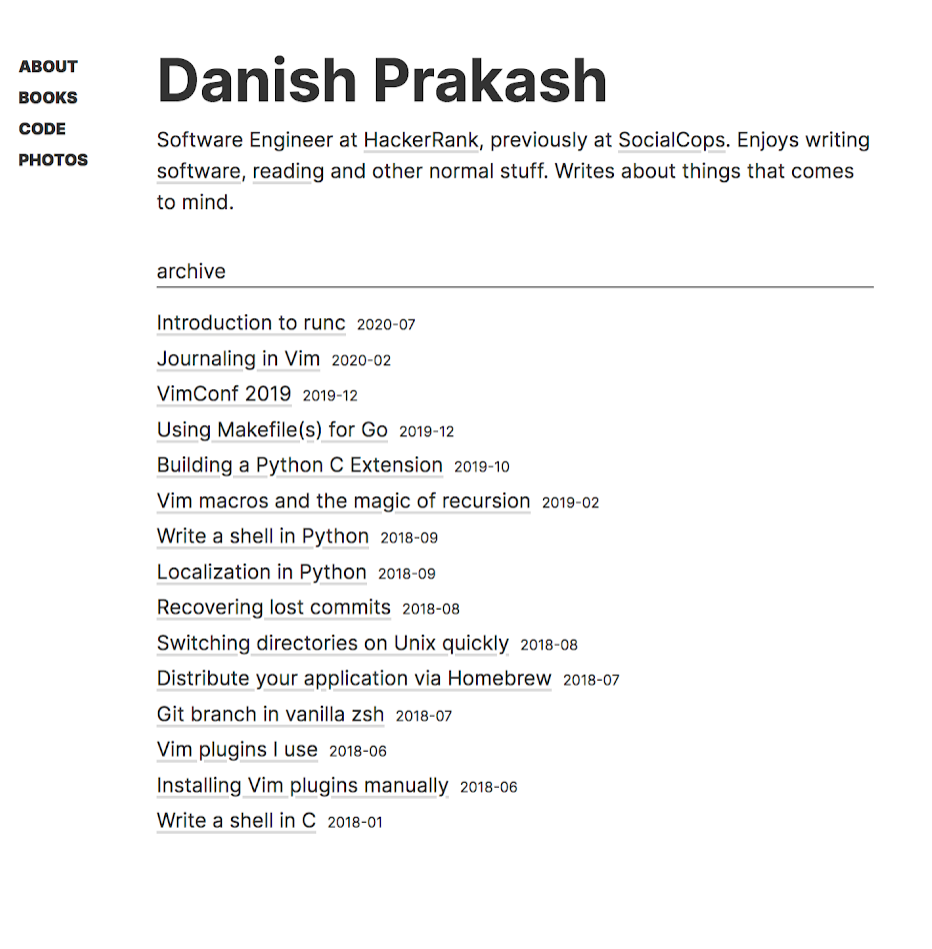 ABOUT
BOOKS
CODE
PHOTOS
Danish Prakash
Software Engineer at HackerRank, previously at SocialCops. Enjoys writing
software, reading and other normal stuff. Writes about things that comes
to mind.
archive
Introduction to runc 2020-07
Journaling in Vim 2020-02
VimConf 2019 2019-12
Using Makefile(s) for Go 2019-12
Building a Python C Extension 2019-10
Vim macros and the magic of recursion 2019-02
Write a shell in Python 2018-09
Localization in Python 2018-09
Recovering lost commits 2018-08
Switching directories on Unix quickly 2018-08
Distribute your application via Homebrew 2018-07
Git branch in vanilla zsh 2018-07
Vim plugins I use 2018-06
Installing Vim plugins manually 2018-06
Write a shell in C 2018-01